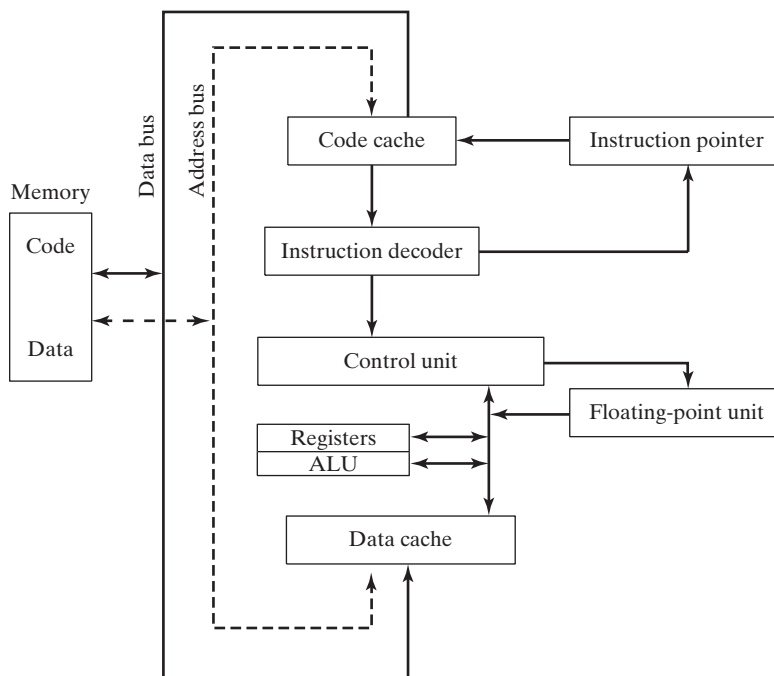 Data bus
Address bus
Code cache
Instruction pointer
Memory
Code
Data
Instruction decoder
Control unit
Floating-point unit
Registers
ALU
Data cache